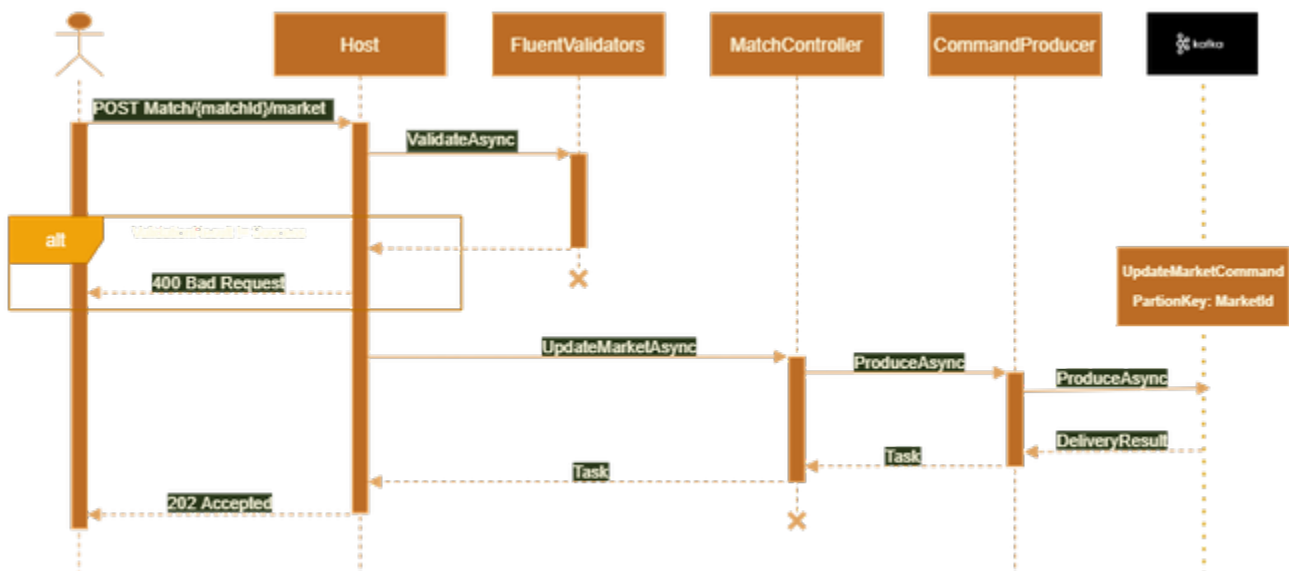 Host
FluentValidators
MatchController
CommandProducer
kafka
POST Match/{matchId}/market
ValidateAsync
alt
400 Bad Request
UpdateMarketCommand
PartionKey: MarketId
UpdateMarketAsync
ProduceAsync
ProduceAsync
DeliveryResult
Task
Task
202 Accepted